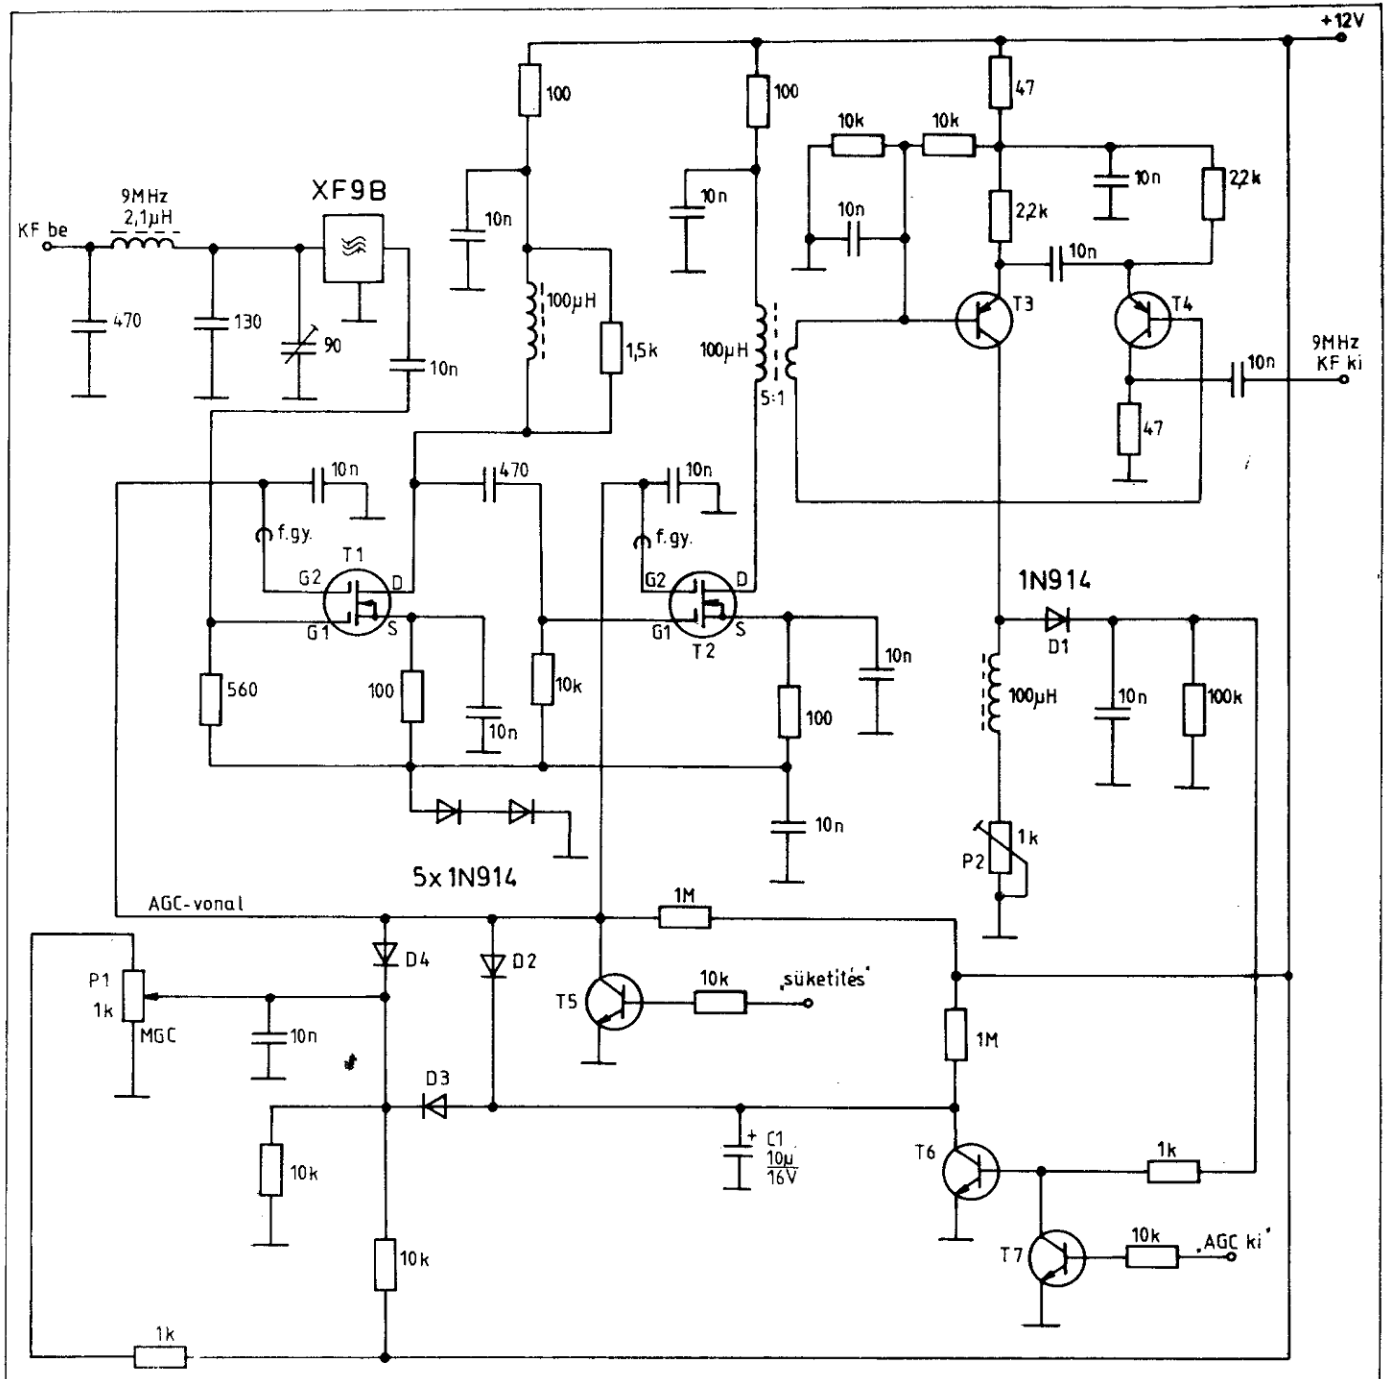 +12V
100
100
47
10k
10k
XF9B
9MHz
2,1µH
KF be
10n
10n
10n
10n
2,2k
2,2k
10n
470
130
90
10n
100µH
1,5k
100µH
5:1
T3
T4
9MHz
KF ki
10n
47
10n
470
10n
f.gy.
f.gy.
T1
G2
D
G1
S
G2
D
G1
S
T2
1N914
D1
560
100
10n
10k
10n
100
100µH
10n
100k
10n
1k
P2
5x 1N914
AGC-vonal
1M
D4
D2
P1
1k
MGC
10n
T5
10k
„süketítés"
1M
D3
10k
+ C1
10µ
16V
T6
1k
10k
T7
10k
„AGC ki"
1k